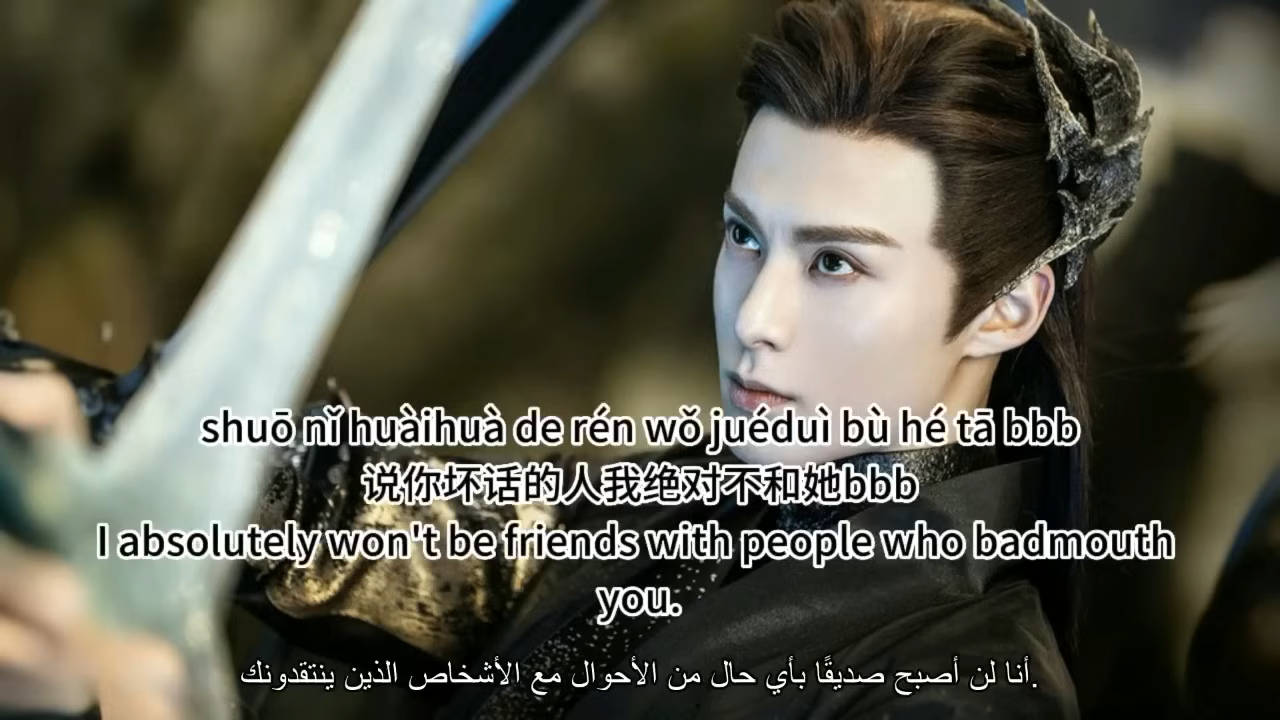 shuō nǐ huàihuà de rén wǒ juéduì bù hé tā bbb
说你坏话的人我绝对不和她bbb
I absolutely won't be friends with people who badmouth
you.
أنا لن أصبح صديقًا بأي حال من الأحوال مع الأشخاص الذين ينتقدونك.